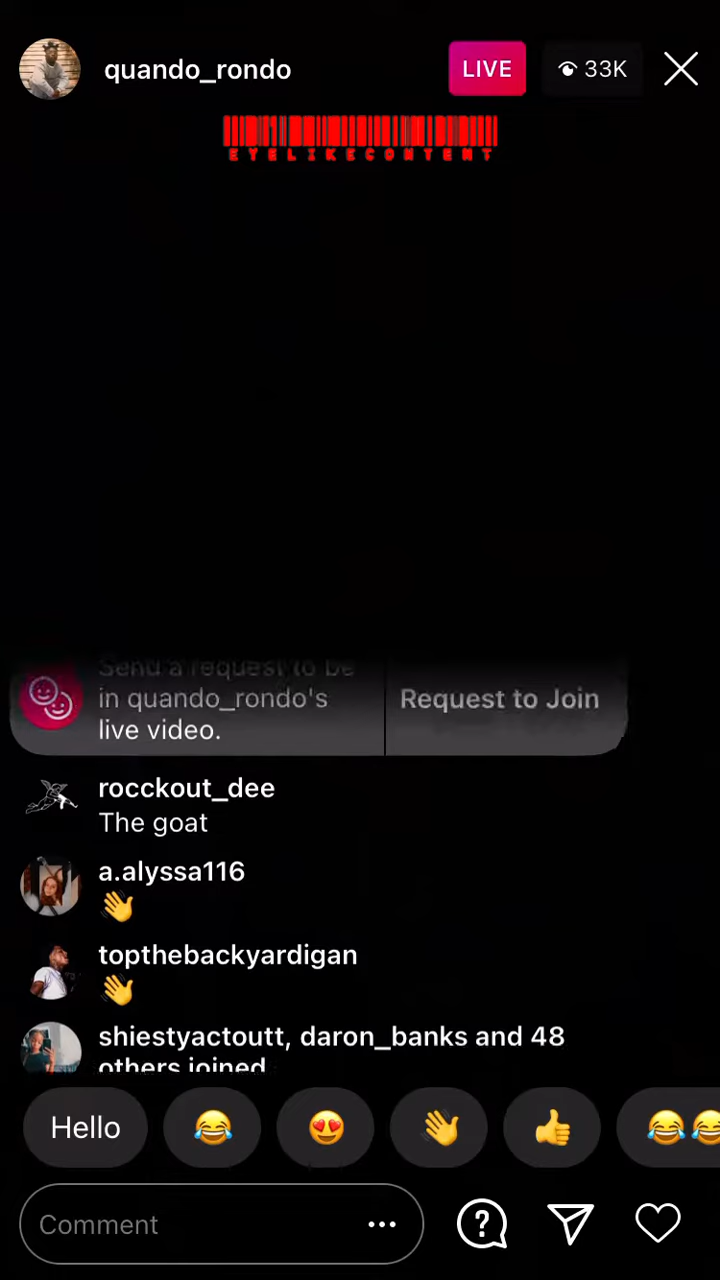 quando_rondo
LIVE
33K
EYELIKECONTENT
Send a request to be
in quando_rondo's
live video.
Request to Join
rocckout_dee
The goat
a.alyssa116
👋
topthebackyardigan
👋
shiestyactoutt, daron_banks and 48
others joined
Hello
😂
😍
👋
👍
😂😂
Comment